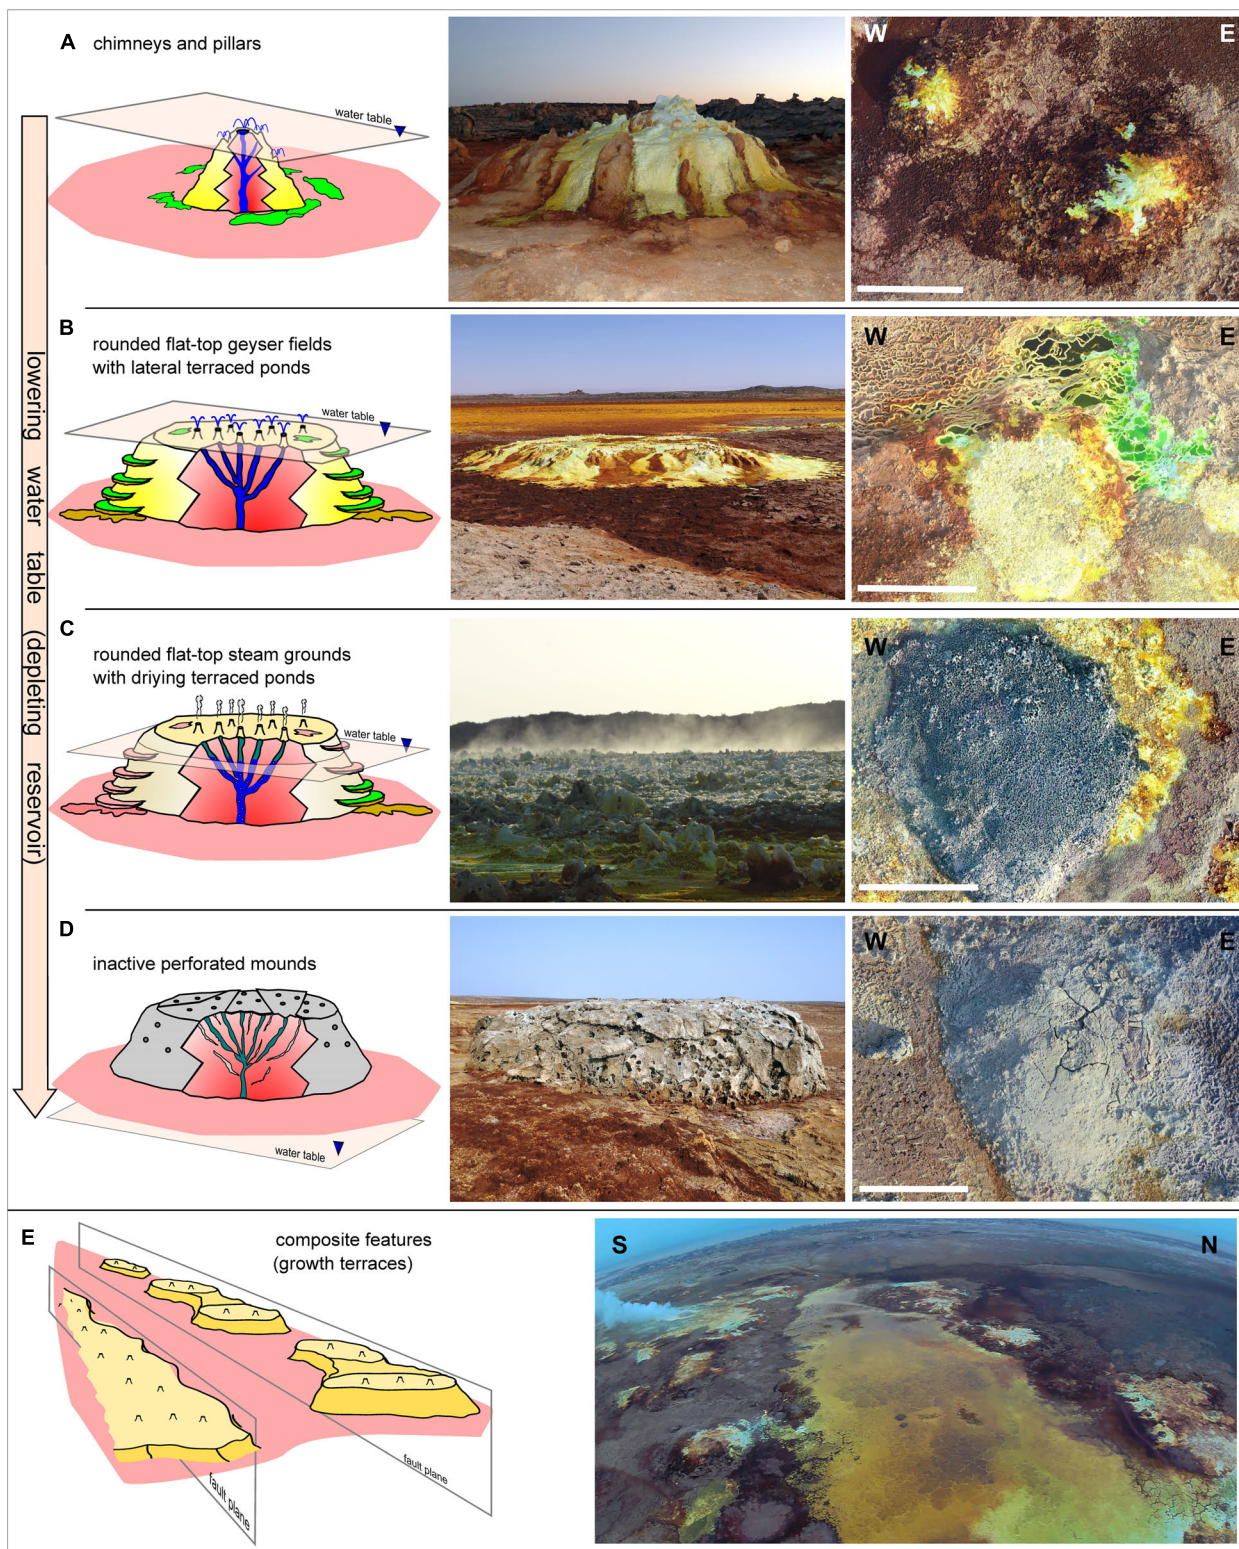 A
chimneys and pillars
water table
W
E
lowering water table (depleting reservoir)
B
rounded flat-top geyser fields
with lateral terraced ponds
water table
W
E
C
rounded flat-top steam grounds
with driying terraced ponds
water table
W
E
D
inactive perforated mounds
water table
W
E
E
composite features
(growth terraces)
fault plane
fault plane
S
N